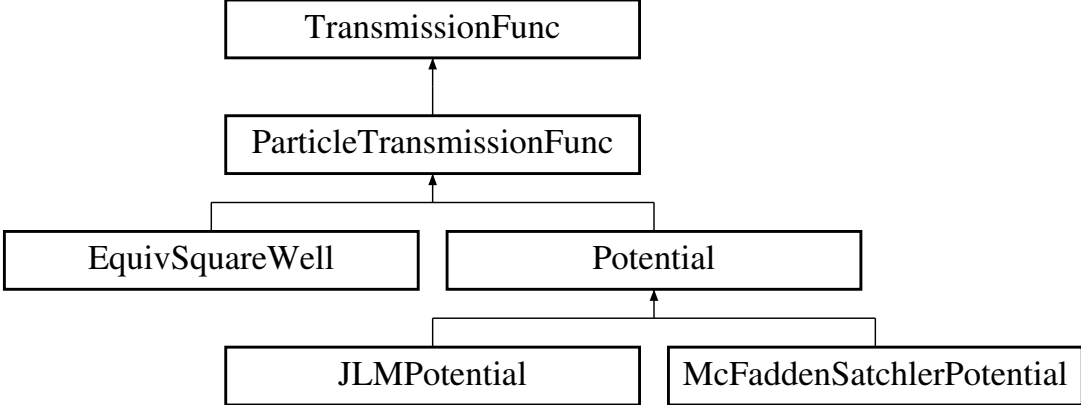 TransmissionFunc
ParticleTransmissionFunc
EquivSquareWell
Potential
JLMPotential
McFaddenSatchlerPotential